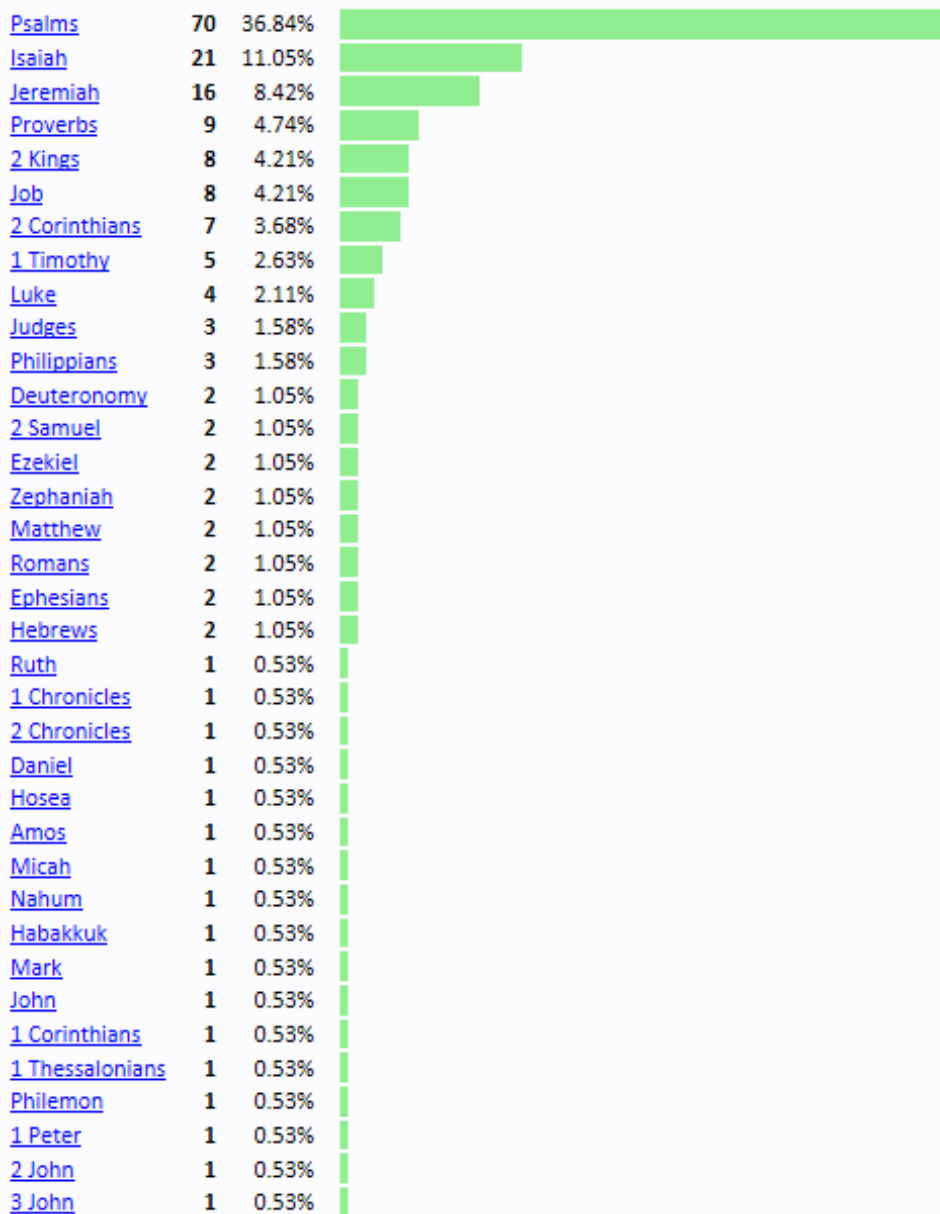 Psalms 70 36.84%
Isaiah 21 11.05%
Jeremiah 16 8.42%
Proverbs 9 4.74%
2 Kings 8 4.21%
Job 8 4.21%
2 Corinthians 7 3.68%
1 Timothy 5 2.63%
Luke 4 2.11%
Judges 3 1.58%
Philippians 3 1.58%
Deuteronomy 2 1.05%
2 Samuel 2 1.05%
Ezekiel 2 1.05%
Zephaniah 2 1.05%
Matthew 2 1.05%
Romans 2 1.05%
Ephesians 2 1.05%
Hebrews 2 1.05%
Ruth 1 0.53%
1 Chronicles 1 0.53%
2 Chronicles 1 0.53%
Daniel 1 0.53%
Hosea 1 0.53%
Amos 1 0.53%
Micah 1 0.53%
Nahum 1 0.53%
Habakkuk 1 0.53%
Mark 1 0.53%
John 1 0.53%
1 Corinthians 1 0.53%
1 Thessalonians 1 0.53%
Philemon 1 0.53%
1 Peter 1 0.53%
2 John 1 0.53%
3 John 1 0.53%